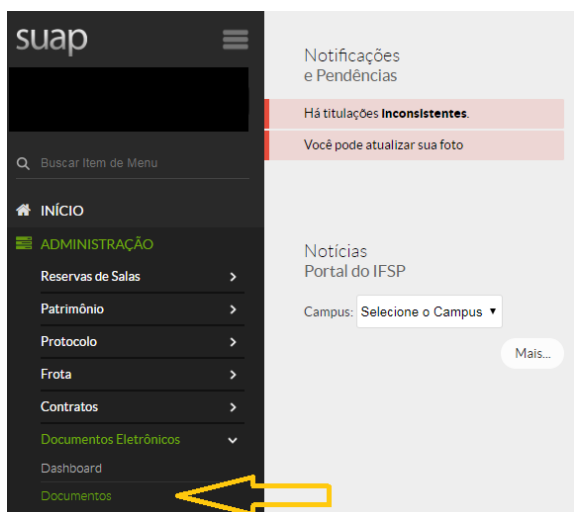 suap
Buscar Item de Menu
INÍCIO
ADMINISTRAÇÃO
Reservas de Salas
Patrimônio
Protocolo
Frota
Contratos
Documentos Eletrônicos
Dashboard
Documentos
Notificações
e Pendências
Há titulações inconsistentes.
Você pode atualizar sua foto
Notícias
Portal do IFSP
Campus: Selecione o Campus
Mais...